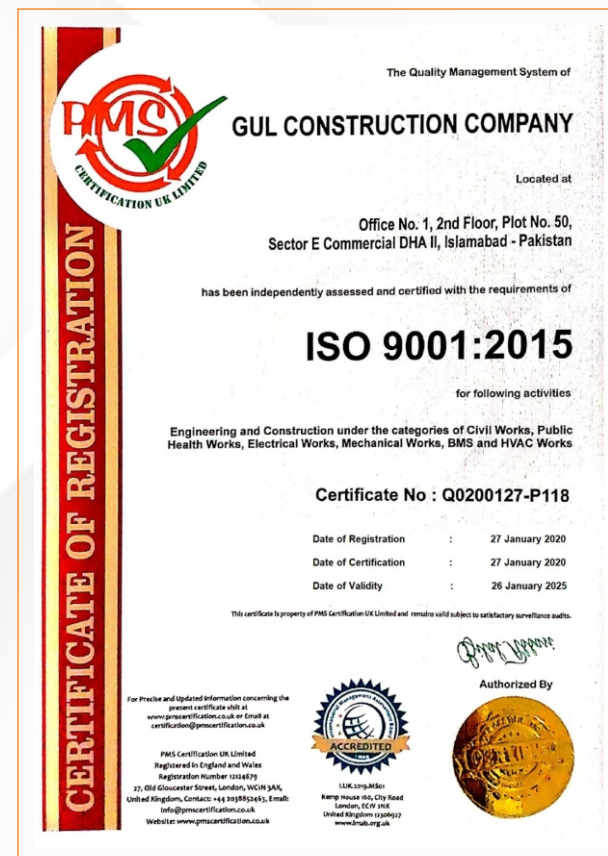 The Quality Management System of
PMS
CERTIFICATION UK LIMITED
GUL CONSTRUCTION COMPANY
Located at
Office No. 1, 2nd Floor, Plot No. 50,
Sector E Commercial DHA II, Islamabad - Pakistan
has been independently assessed and certified with the requirements of
ISO 9001:2015
for following activities
Engineering and Construction under the categories of Civil Works, Public
Health Works, Electrical Works, Mechanical Works, BMS and HVAC Works
Certificate No : Q0200127-P118
Date of Registration : 27 January 2020
Date of Certification : 27 January 2020
Date of Validity : 26 January 2025
This certificate is property of PMS Certification UK Limited and remains valid subject to satisfactory surveillance audits.
Authorized By
CERTIFICATE OF REGISTRATION
For Precise and Updated information concerning the
present certificate visit at
www.pmscertification.co.uk or Email at
certification@pmscertification.co.uk
PMS Certification UK Limited
Registered in England and Wales
Registration Number 12124679
27, Old Gloucester Street, London, WC1N 3AX,
United Kingdom, Contact: +44 2038852463, Email:
info@pmscertification.co.uk
Website: www.pmscertification.co.uk
ACCREDITED
I.UK.2019.MS01
Kemp House 160, City Road
London, EC1V 2NX
United Kingdom 12306927
www.imab.org.uk